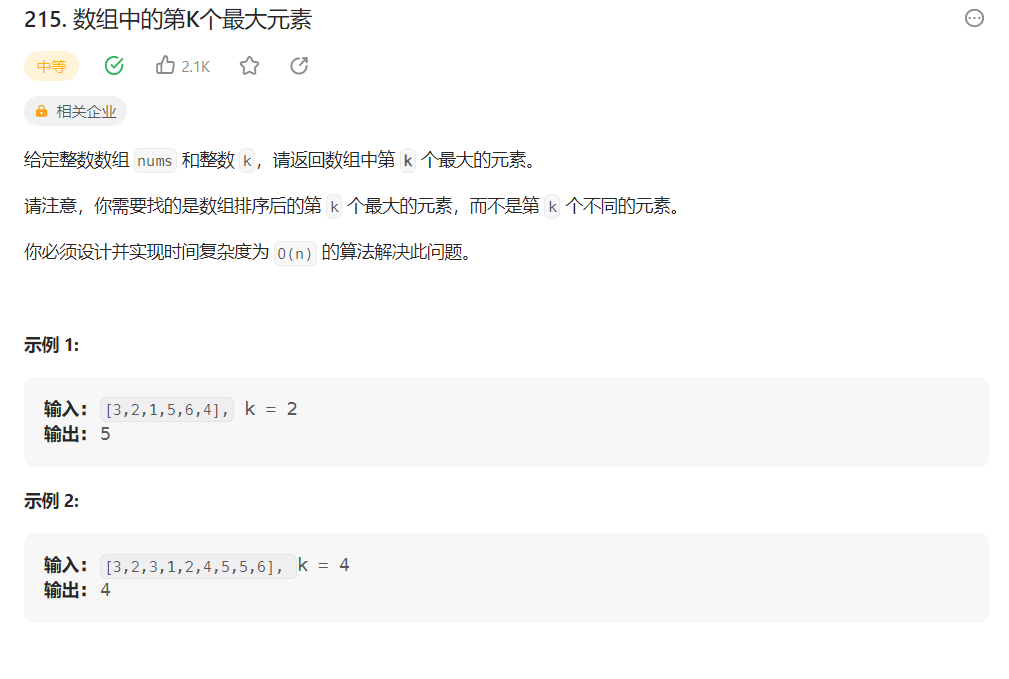 215. 数组中的第K个最大元素
中等 2.1K
相关企业
给定整数数组 nums 和整数 k，请返回数组中第 k 个最大的元素。
请注意，你需要找的是数组排序后的第 k 个最大的元素，而不是第 k 个不同的元素。
你必须设计并实现时间复杂度为 O(n) 的算法解决此问题。
示例 1:
输入: [3,2,1,5,6,4], k = 2
输出: 5
示例 2:
输入: [3,2,3,1,2,4,5,5,6], k = 4
输出: 4